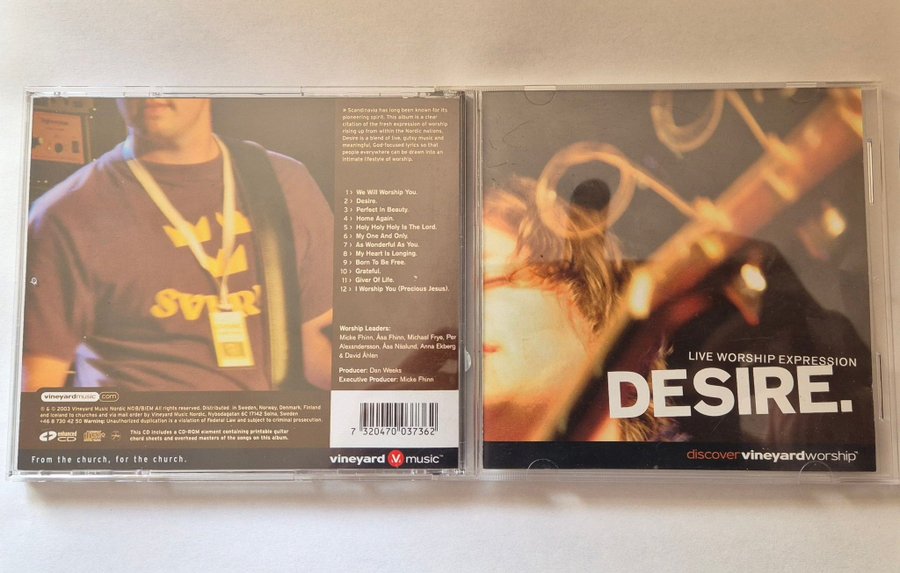 » Scandinavia has long been known for its
pioneering spirit. This album is a clear
citation of the fresh expression of worship
rising up from within the Nordic nations.
Desire is a blend of live, gutsy music and
meaningful, God-focused lyrics so that
people everywhere can be drawn into an
intimate lifestyle of worship.
1 › We Will Worship You.
2 › Desire.
3 › Perfect In Beauty.
4 › Home Again.
5 › Holy Holy Holy Is The Lord.
6 › My One And Only.
7 › As Wonderful As You.
8 › My Heart Is Longing.
9 › Born To Be Free.
10 › Grateful.
11 › Giver Of Life.
12 › I Worship You (Precious Jesus).
Worship Leaders:
Micke Fhinn, Åsa Fhinn, Michael Frye, Per
Alexandersson, Åsa Näslund, Anna Ekberg
& David Åhlen
Producer: Dan Weeks
Executive Producer: Micke Fhinn
vineyardmusic.com
℗ & © 2003 Vineyard Music Nordic NCB/BIEM All rights reserved. Distributed in Sweden, Norway, Denmark, Finland
and Iceland to churches and via mail order by Vineyard Music Nordic, Hybodagatan 6C 17142 Solna, Sweden
+46 8 730 42 50 Warning: Unauthorized duplication is a violation of Federal Law and subject to criminal prosecution.
ENHANCED CD
This CD includes a CD-ROM element containing printable guitar
chord sheets and overhead masters of the songs on this album.
7 320470 037362
From the church, for the church.
vineyard V. music™
LIVE WORSHIP EXPRESSION
DESIRE.
discovervineyardworship™